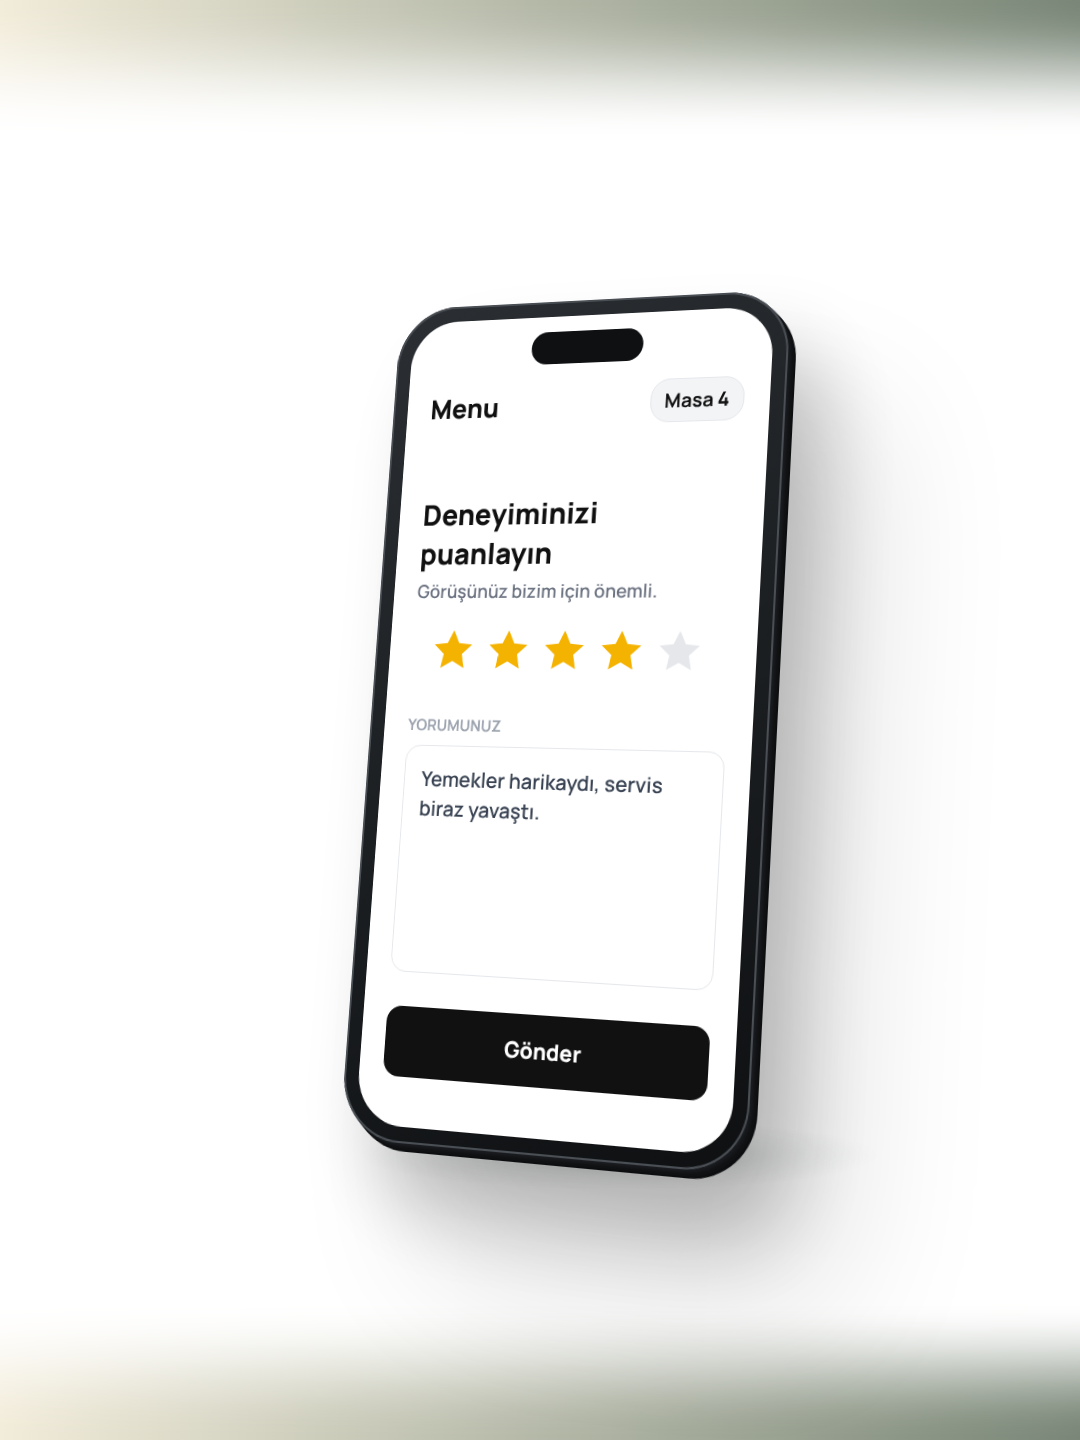 Menu
Masa 4
Deneyiminizi
puanlayın
Görüşünüz bizim için önemli.
YORUMUNUZ
Yemekler harikaydı, servis
biraz yavaştı.
Gönder